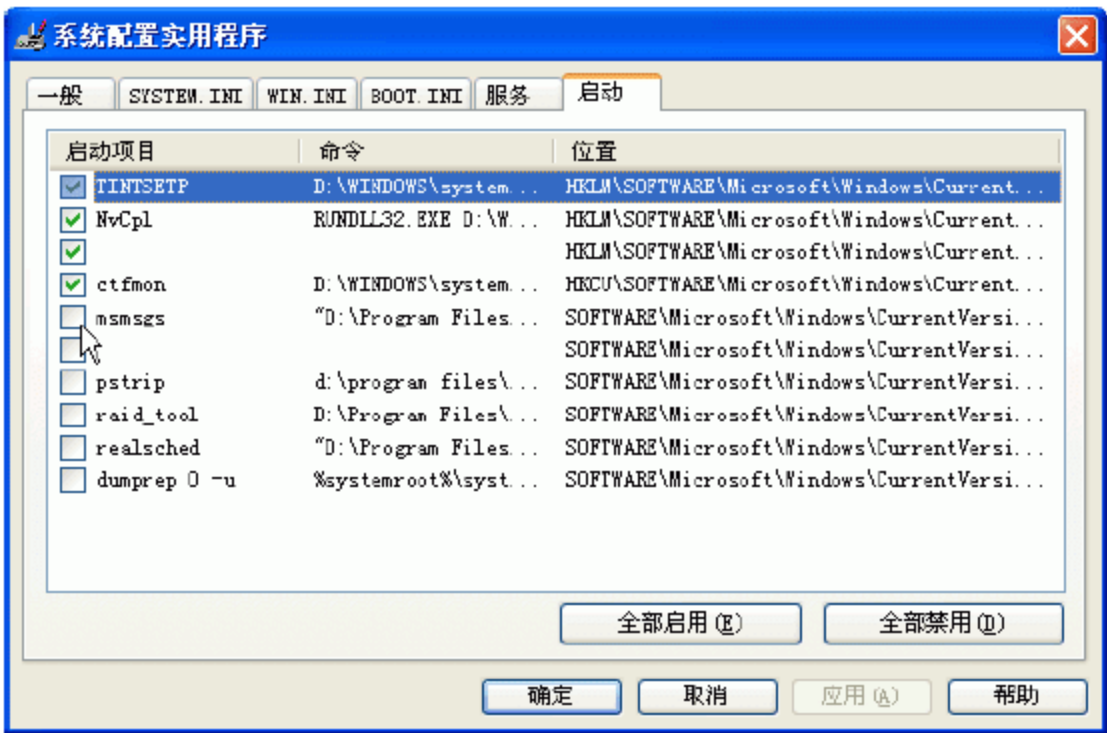 系统配置实用程序
一般 SYSTEM.INI WIN.INI BOOT.INI 服务 启动
启动项目 命令 位置
TINTSETP D:\WINDOWS\system... HKLM\SOFTWARE\Microsoft\Windows\Current...
NvCpl RUNDLL32.EXE D:\W... HKLM\SOFTWARE\Microsoft\Windows\Current...
HKLM\SOFTWARE\Microsoft\Windows\Current...
ctfmon D:\WINDOWS\system... HKCU\SOFTWARE\Microsoft\Windows\Current...
msmsgs "D:\Program Files... SOFTWARE\Microsoft\Windows\CurrentVersi...
SOFTWARE\Microsoft\Windows\CurrentVersi...
pstrip d:\program files\... SOFTWARE\Microsoft\Windows\CurrentVersi...
raid_tool D:\Program Files\... SOFTWARE\Microsoft\Windows\CurrentVersi...
realsched "D:\Program Files... SOFTWARE\Microsoft\Windows\CurrentVersi...
dumprep 0 -u %systemroot%\syst... SOFTWARE\Microsoft\Windows\CurrentVersi...
全部启用(E) 全部禁用(D)
确定 取消 应用(A) 帮助